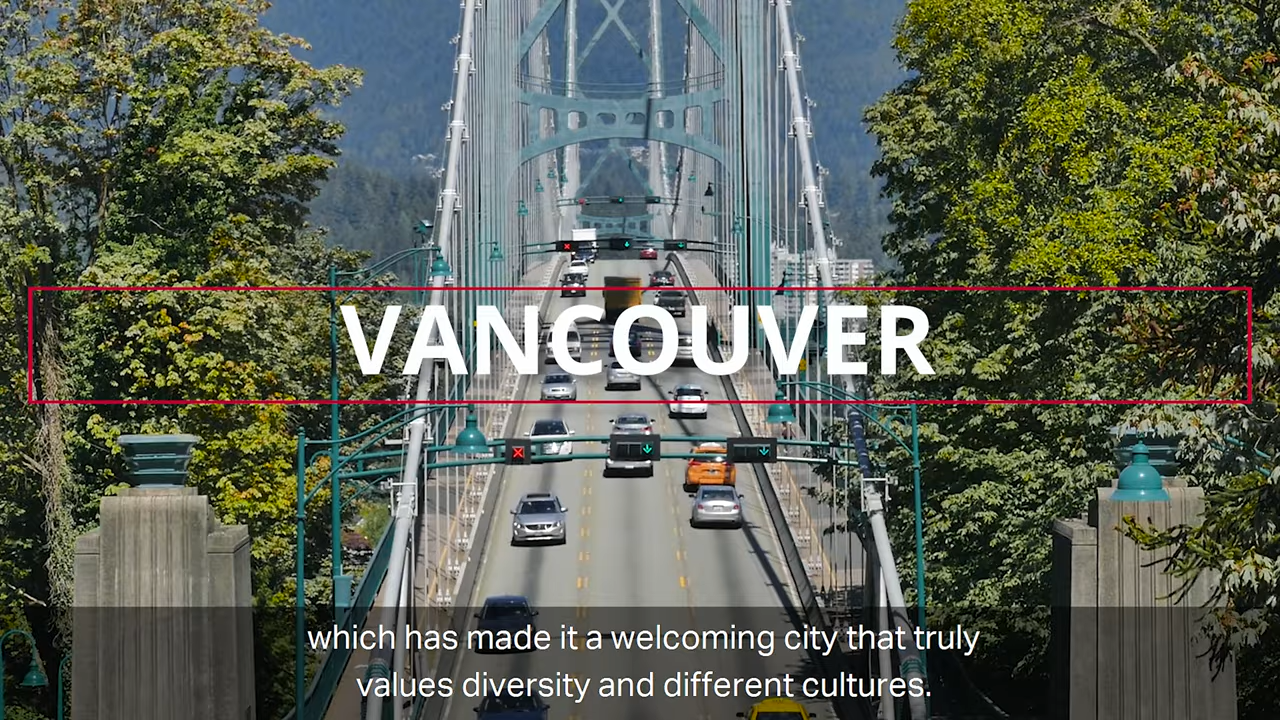 VANCOUVER
which has made it a welcoming city that truly
values diversity and different cultures.